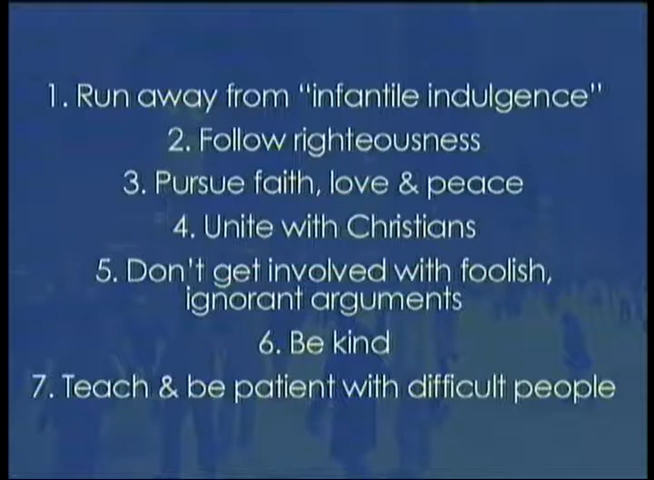 1. Run away from “infantile indulgence”
2. Follow righteousness
3. Pursue faith, love & peace
4. Unite with Christians
5. Don't get involved with foolish,
ignorant arguments
6. Be kind
7. Teach & be patient with difficult people